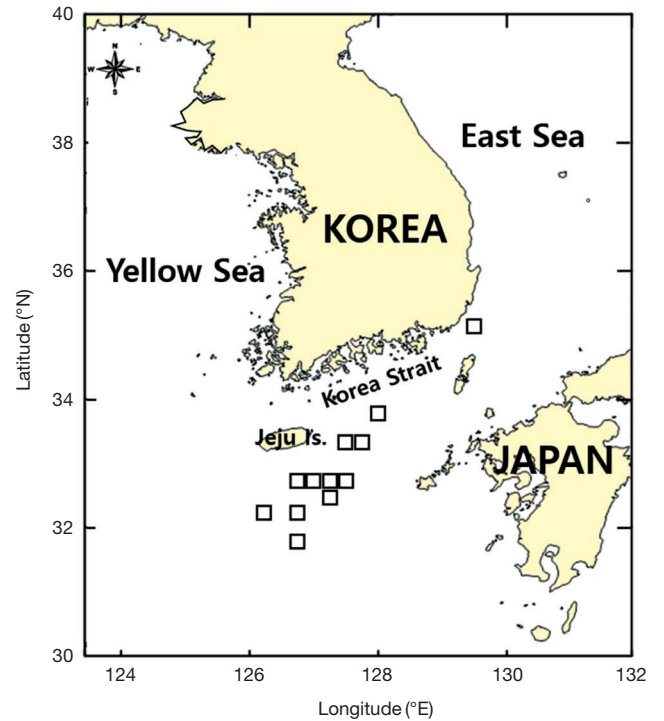 40
N
W E
S
38
East Sea
KOREA
36
Yellow Sea
Latitude (°N)
34
Korea Strait
Jeju Is.
JAPAN
32
30
124 126 128 130 132
Longitude (°E)